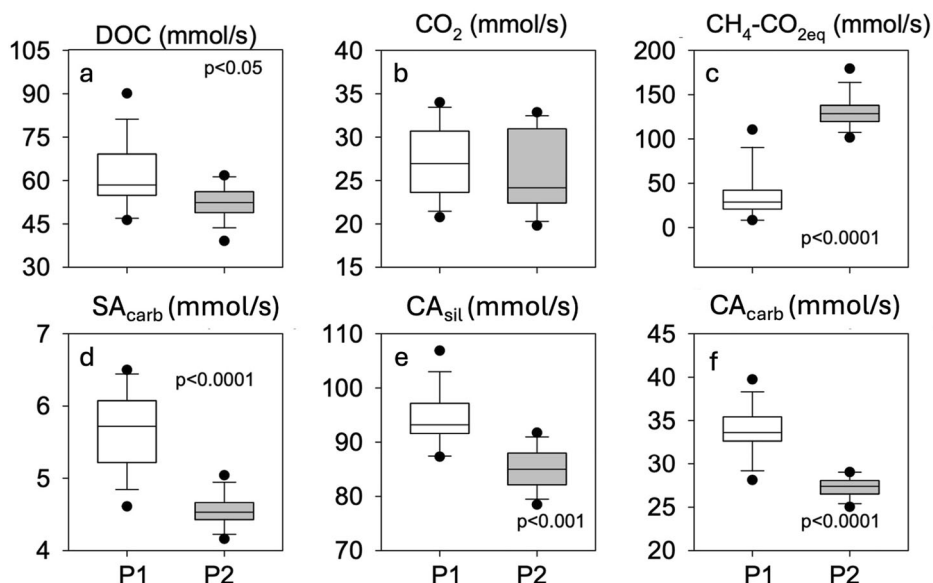 DOC (mmol/s)
105
90
75
60
45
30
a
p<0.05
CO2 (mmol/s)
40
35
30
25
20
15
b
CH4-CO2eq (mmol/s)
200
150
100
50
0
c
p<0.0001
SAcarb (mmol/s)
7
6
5
4
d
p<0.0001
P1 P2
CAsil (mmol/s)
110
100
90
80
70
e
p<0.001
P1 P2
CAcarb (mmol/s)
45
40
35
30
25
20
f
p<0.0001
P1 P2